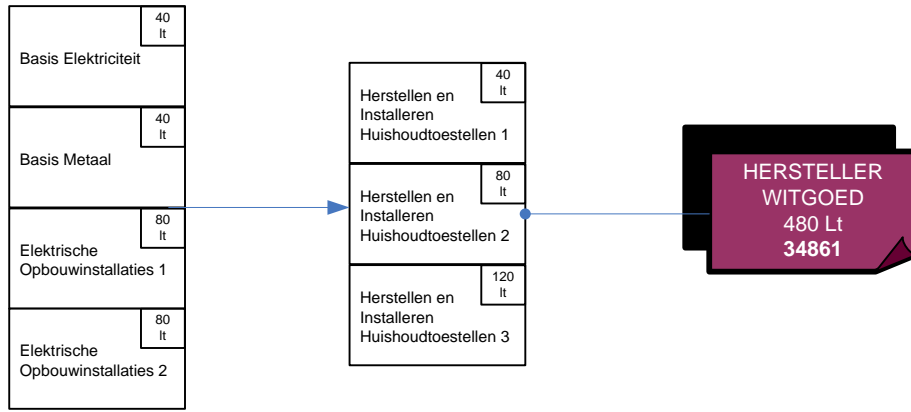 40
lt
Basis Elektriciteit
40
lt
Basis Metaal
80
lt
Elektrische
Opbouwinstallaties 1
80
lt
Elektrische
Opbouwinstallaties 2
40
lt
Herstellen en
Installeren
Huishoudtoestellen 1
80
lt
Herstellen en
Installeren
Huishoudtoestellen 2
120
lt
Herstellen en
Installeren
Huishoudtoestellen 3
HERSTELLER
WITGOED
480 Lt
34861